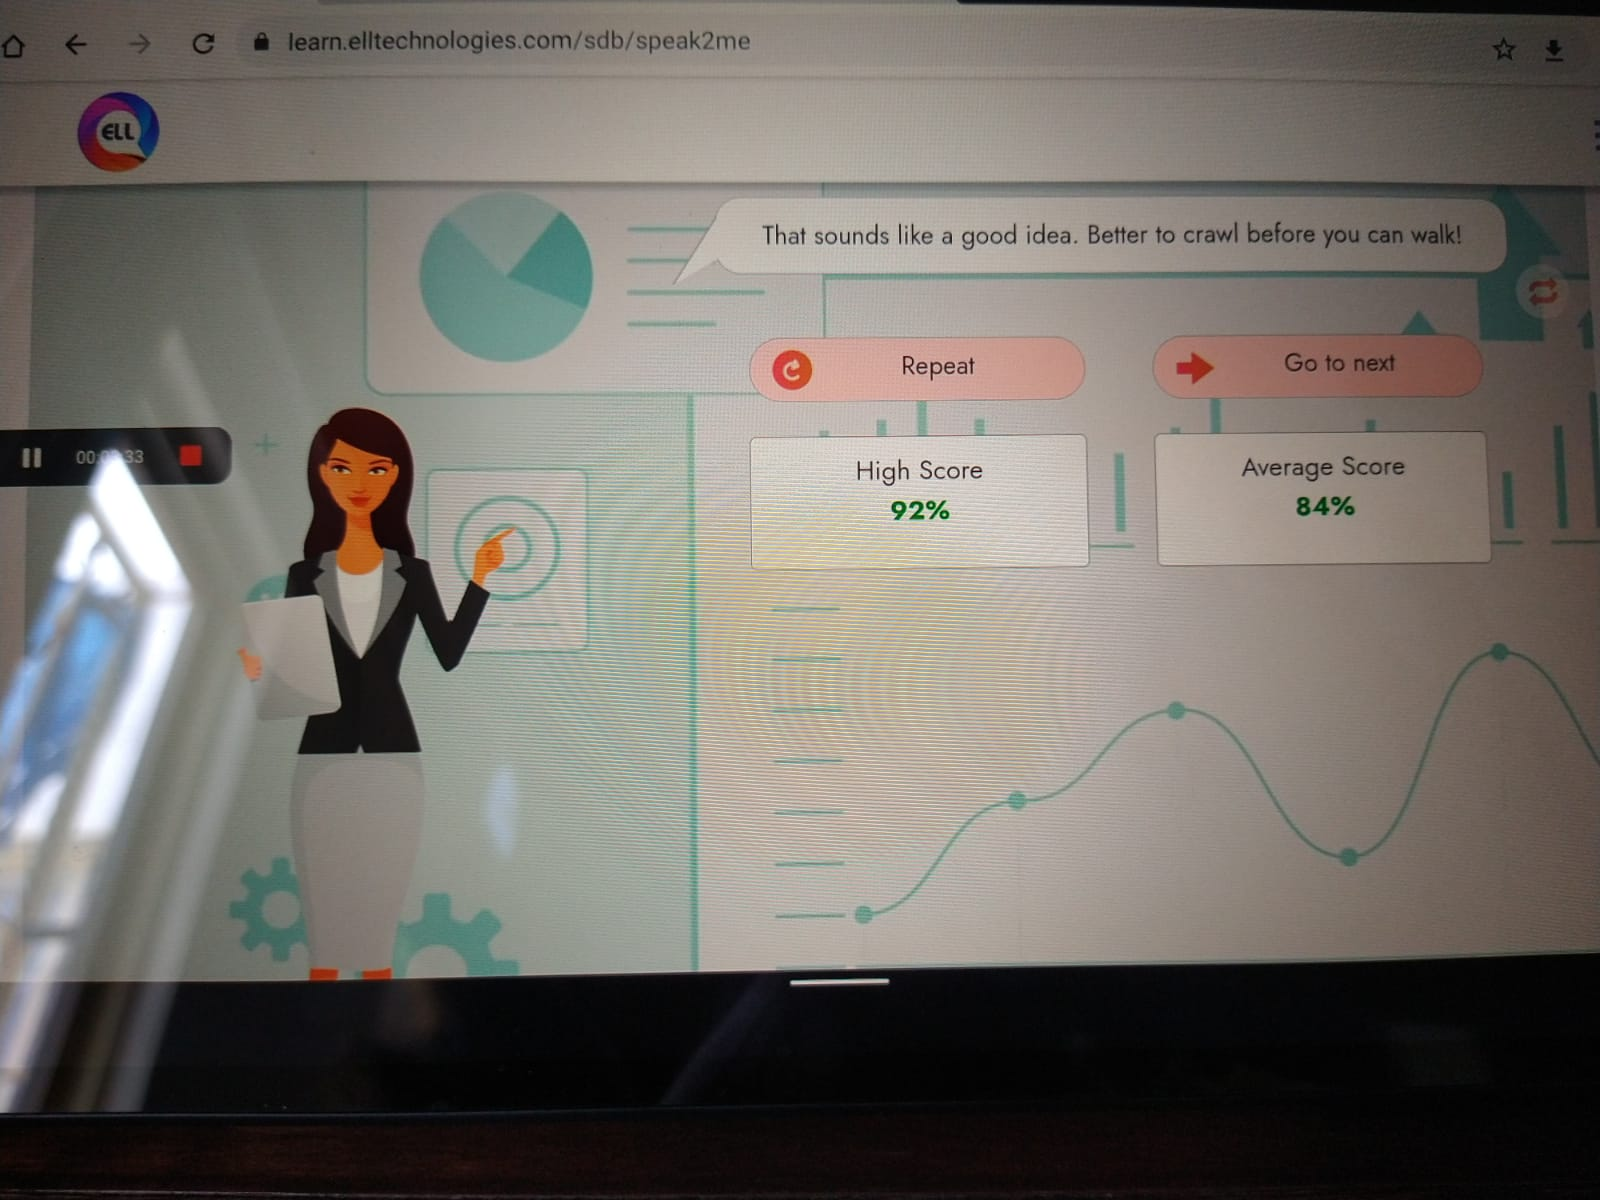 learn.elltechnologies.com/sdb/speak2me
ELL
That sounds like a good idea. Better to crawl before you can walk!
Repeat
Go to next
High Score
92%
Average Score
84%